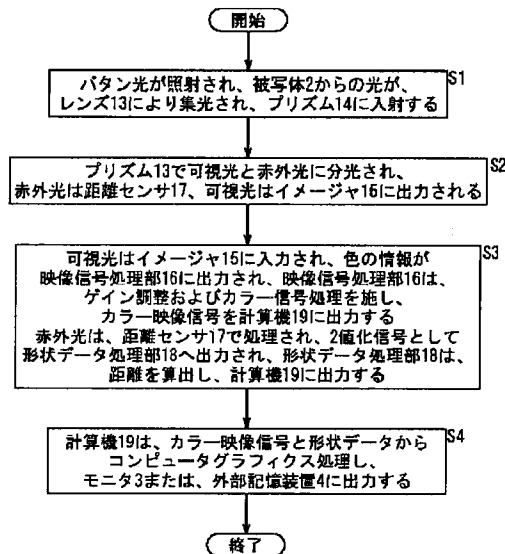 開始
S1
バタン光が照射され、被写体2からの光が、
レンズ13により集光され、プリズム14に入射する
S2
プリズム13で可視光と赤外光に分光され、
赤外光は距離センサ17、可視光はイメージャ15に出力される
S3
可視光はイメージャ15に入力され、色の情報が
映像信号処理部16に出力され、映像信号処理部16は、
ゲイン調整およびカラー信号処理を施し、
カラー映像信号を計算機19に出力する
赤外光は、距離センサ17で処理され、2値化信号として
形状データ処理部18へ出力され、形状データ処理部18は、
距離を算出し、計算機19に出力する
S4
計算機19は、カラー映像信号と形状データから
コンピュータグラフィクス処理し、
モニタ3または、外部記憶装置4に出力する
終了